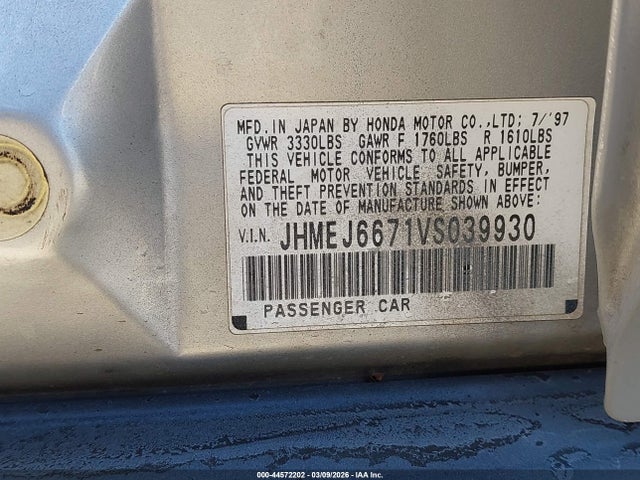 MFD.IN JAPAN BY HONDA MOTOR CO.,LTD; 7/'97
GVWR 3330LBS GAWR F 1760LBS R 1610LBS
THIS VEHICLE CONFORMS TO ALL APPLICABLE
FEDERAL MOTOR VEHICLE SAFETY, BUMPER,
AND THEFT PREVENTION STANDARDS IN EFFECT
ON THE DATE OF MANUFACTURE SHOWN ABOVE:
V.I.N. JHMEJ6671VS039930
PASSENGER CAR
000-44572202 - 03/09/2026 - IAA Inc.